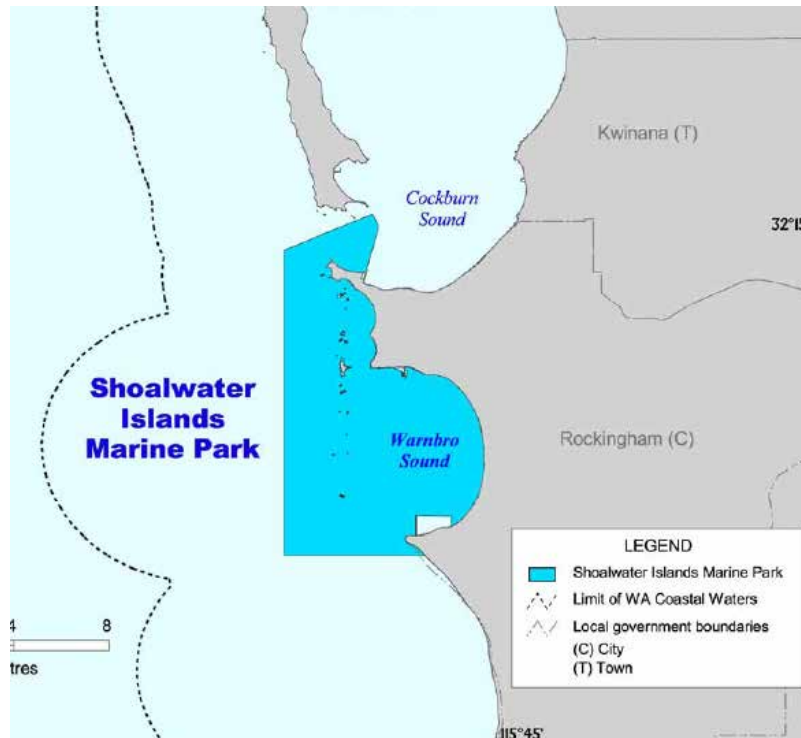 Kwinana (T)
Cockburn
Sound
32°15
Shoalwater
Islands
Marine Park
Warnbro
Sound
Rockingham (C)
LEGEND
Shoalwater Islands Marine Park
Limit of WA Coastal Waters
Local government boundaries
(C) City
(T) Town
4 8
tres
115°45'